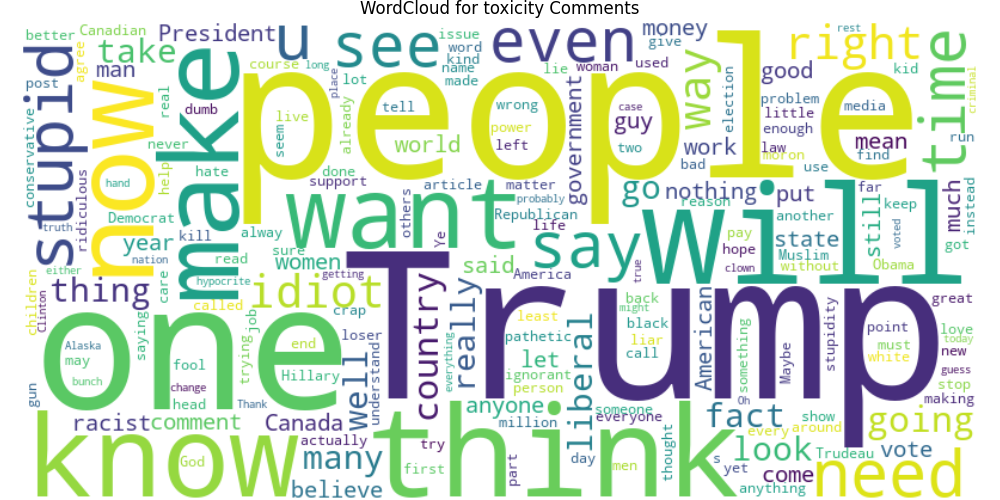 WordCloud for toxicity Comments
better
Canadian
President
u
see
issue
even
money
right
rest
agree
take
word
kind
give
stupid
post
man
now
make
course
long
place
lot
name
made
lie
woman
used
way
election
good
kid
time
criminal
dumb
real
people
live
already
tell
wrong
case
guy
government
problem
little
media
conservative
never
seem
world
power
left
two
work
enough
law
mean
run
help
hate
done
bad
moron
find
ridiculous
hand
support
article
matter
go
nothing
put
use
far
much
instead
truth
Democrat
want
others
probably
reason
another
still
keep
kill
alway
Ye
Republican
life
say
will
pay
state
voted
got
year
sure
hope
Muslim
nation
care
read
women
said
America
true
clown
without
Obama
either
hypocrite
getting
thing
called
idiot
country
really
Trump
great
children
Clinton
crap
least
back
might
American
stupidity
point
one
saying
trying
job
loser
pathetic
liar
black
something
Maybe
must
love
today
Alaska
end
well
understand
everything
let
liberal
call
white
new
may
fool
Hillary
ignorant
guess
bunch
change
person
stop
gun
head
Thank
anyone
someone
Oh
making
racist
comment
Canada
million
everyone
fact
show
going
know
actually
try
think
thought
every
around
God
many
first
part
day
men
s
yet
look
Trudeau
vote
believe
come
anything
need